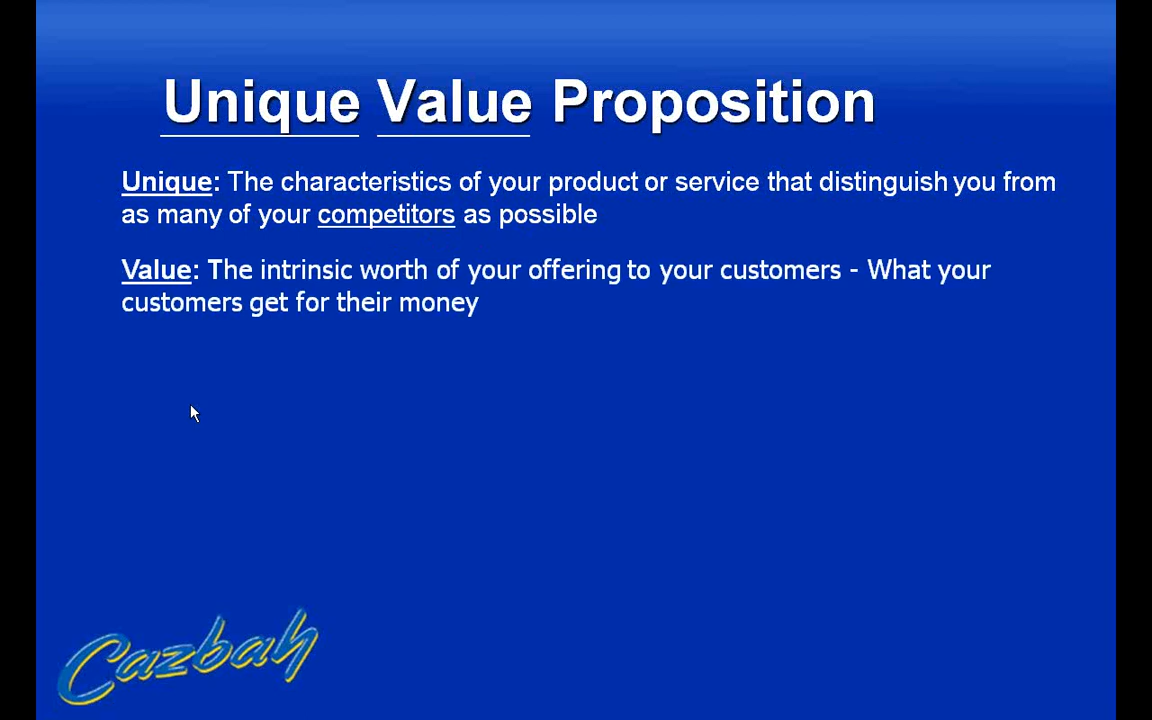 Unique Value Proposition
Unique: The characteristics of your product or service that distinguish you from
as many of your competitors as possible
Value: The intrinsic worth of your offering to your customers - What your
customers get for their money
Cazbah